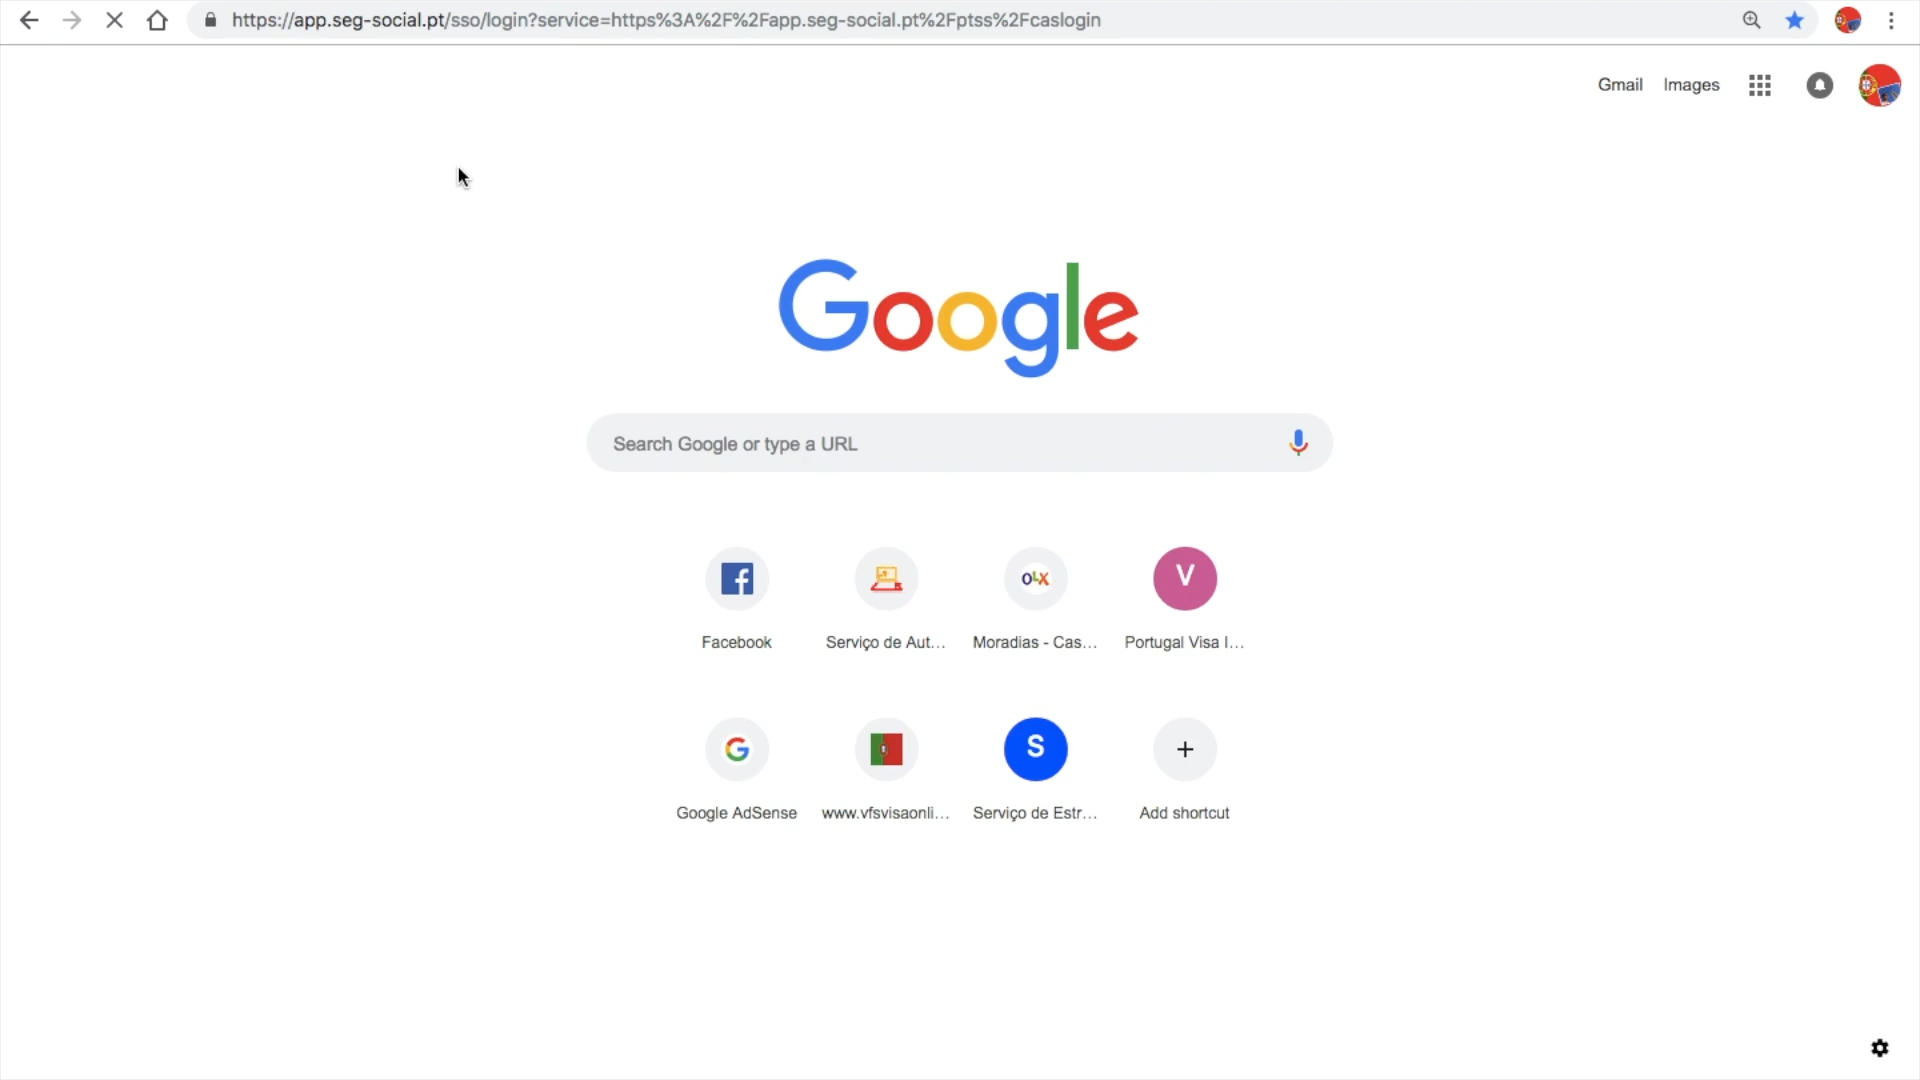 https://app.seg-social.pt/sso/login?service=https%3A%2F%2Fapp.seg-social.pt%2Fptss%2Fcaslogin
Gmail Images
Google
Search Google or type a URL
OLX V
Facebook Serviço de Aut... Moradias - Cas... Portugal Visa I...
G S
Google AdSense www.vfsvisaonli... Serviço de Estr... Add shortcut